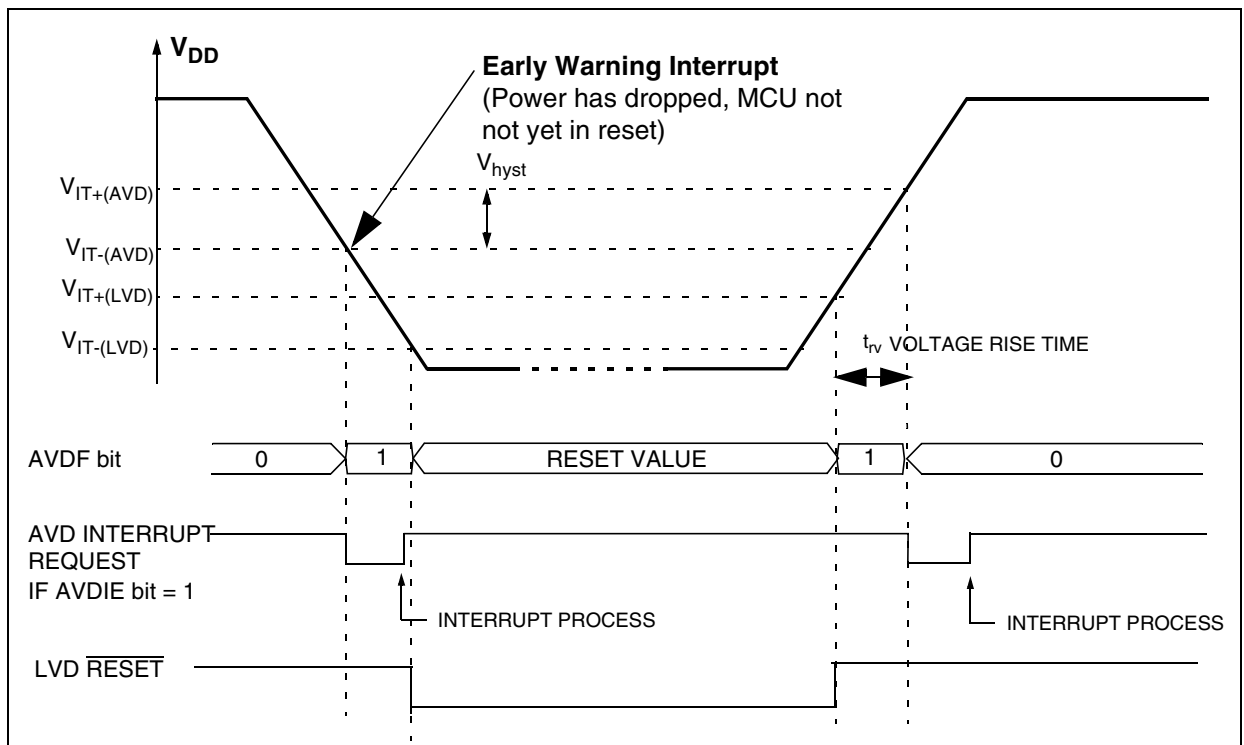 VDD
Early Warning Interrupt
(Power has dropped, MCU not
not yet in reset)
Vhyst
VIT+(AVD)
VIT-(AVD)
VIT+(LVD)
VIT-(LVD)
trv VOLTAGE RISE TIME
AVDF bit
0
1
RESET VALUE
1
0
AVD INTERRUPT
REQUEST
IF AVDIE bit = 1
INTERRUPT PROCESS
INTERRUPT PROCESS
LVD RESET